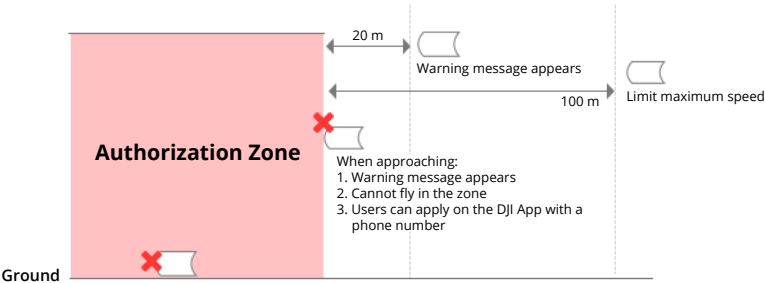 20 m
Warning message appears
100 m
Limit maximum speed
Authorization Zone
When approaching:
1. Warning message appears
2. Cannot fly in the zone
3. Users can apply on the DJI App with a
phone number
Ground